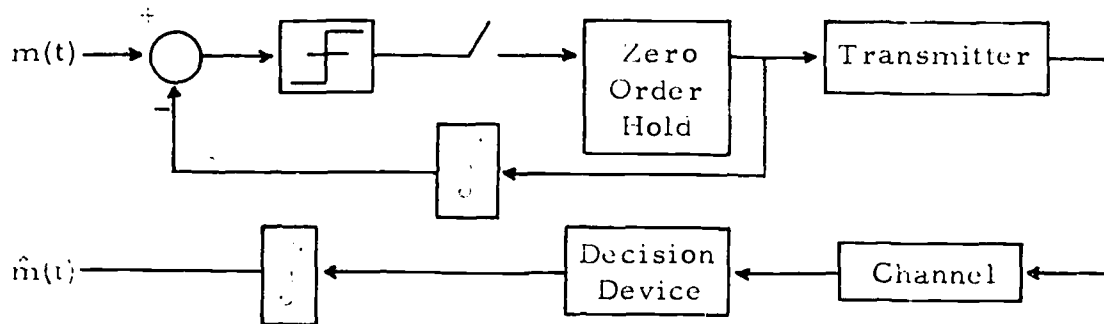 +
m(t)
Zero
Order
Hold
Transmitter
−
∫
m̂(t)
∫
Decision
Device
Channel